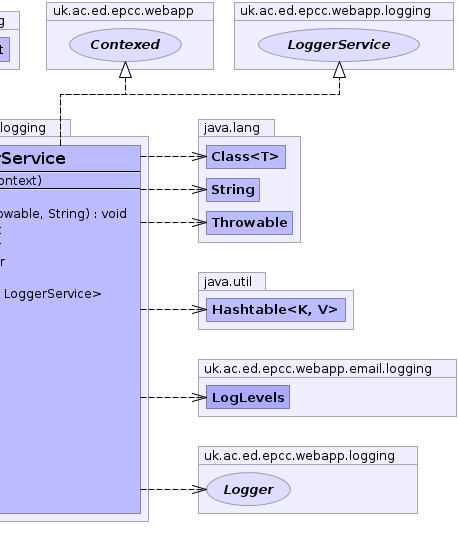 uk.ac.ed.epcc.webapp
Contexed
uk.ac.ed.epcc.webapp.logging
LoggerService
logging
Service
ontext)
owable, String) : void
r
LoggerService>
java.lang
Class<T>
String
Throwable
java.util
Hashtable<K, V>
uk.ac.ed.epcc.webapp.email.logging
LogLevels
uk.ac.ed.epcc.webapp.logging
Logger